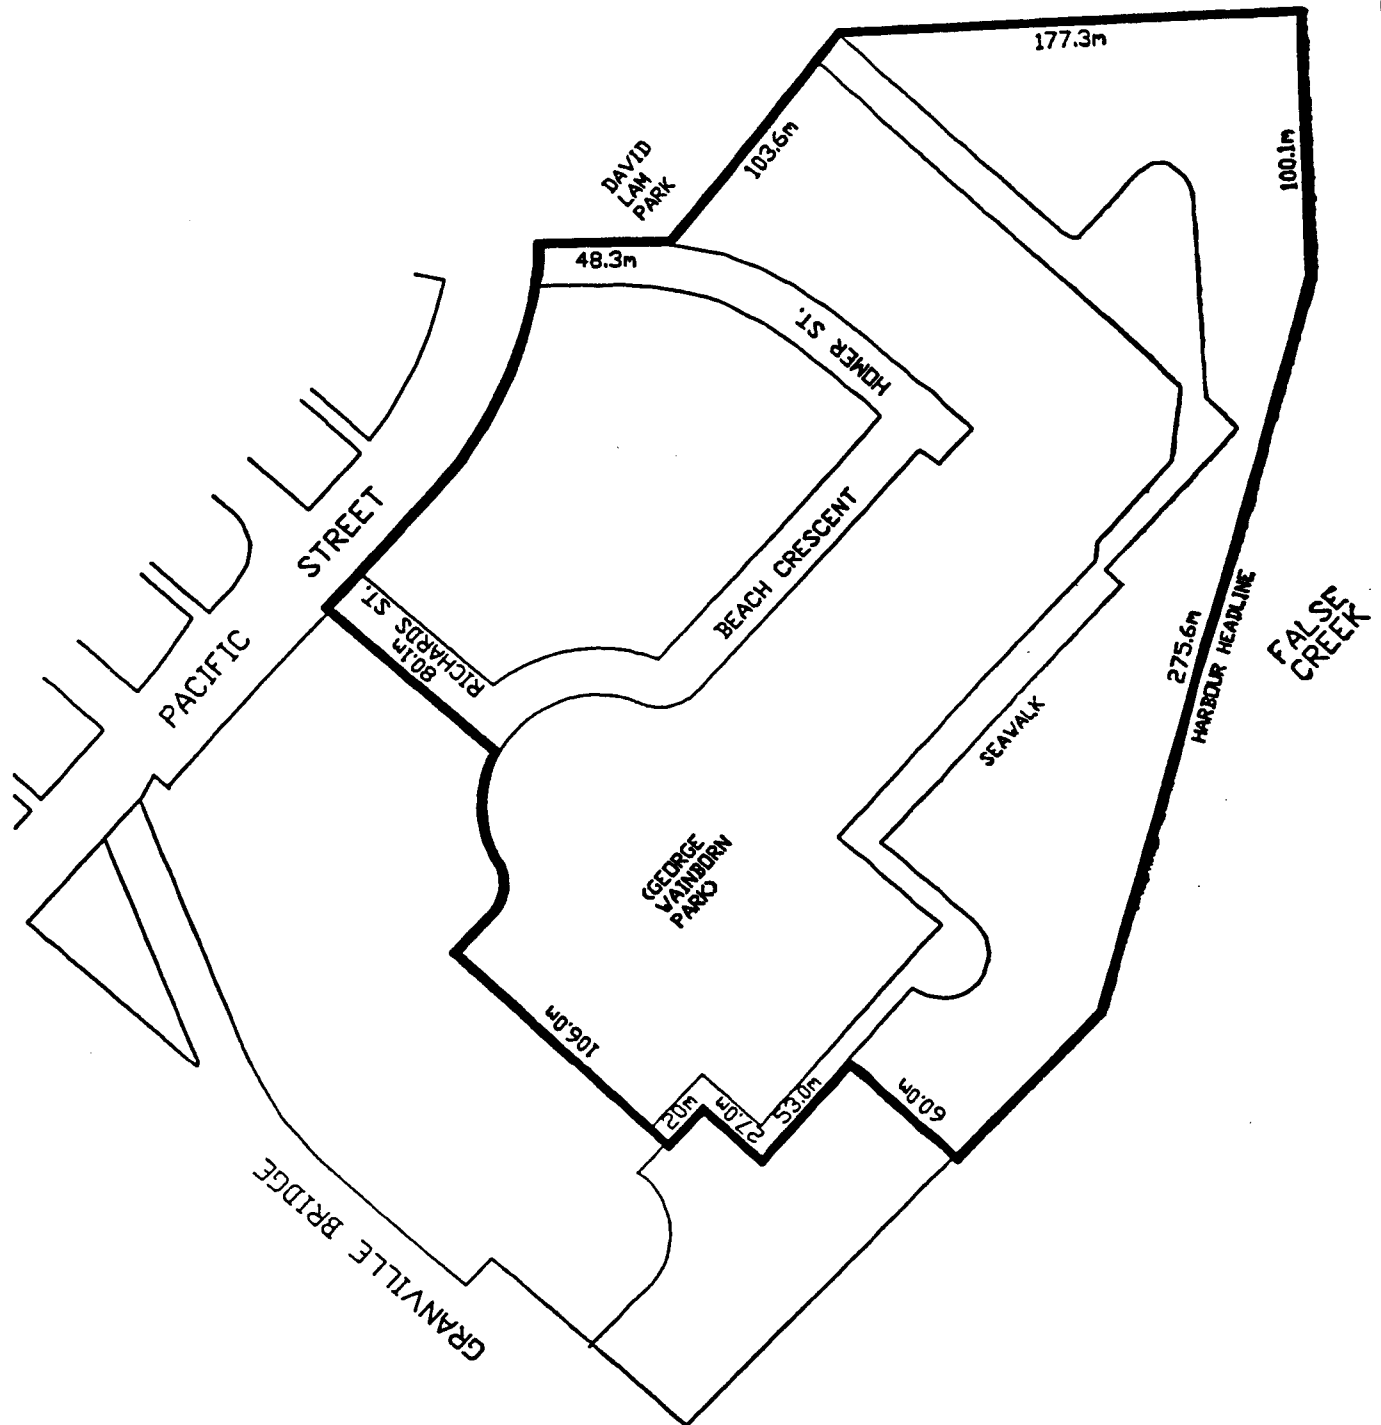 177.3m
103.6m
100.1m
DAVID
LAM
PARK
48.3m
HOMER ST.
STREET
BEACH CRESCENT
RICHARDS ST.
80.1m
PACIFIC
275.6m
HARBOUR HEADLINE
FALSE
CREEK
SEAWALK
(GEORGE
WAINBORN
PARK)
106.0m
20m
27.0m
53.0m
60.0m
GRANVILLE BRIDGE